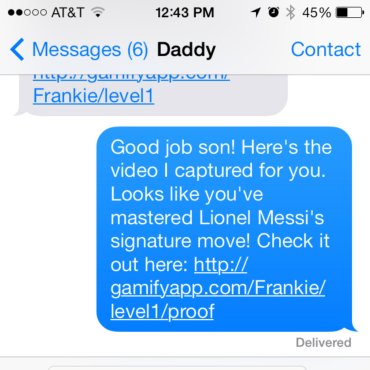 AT&T 12:43 PM 45%
Messages (6) Daddy Contact
http://gamifyapp.com/
Frankie/level1
Good job son! Here's the
video I captured for you.
Looks like you've
mastered Lionel Messi's
signature move! Check it
out here: http://
gamifyapp.com/Frankie/
level1/proof
Delivered